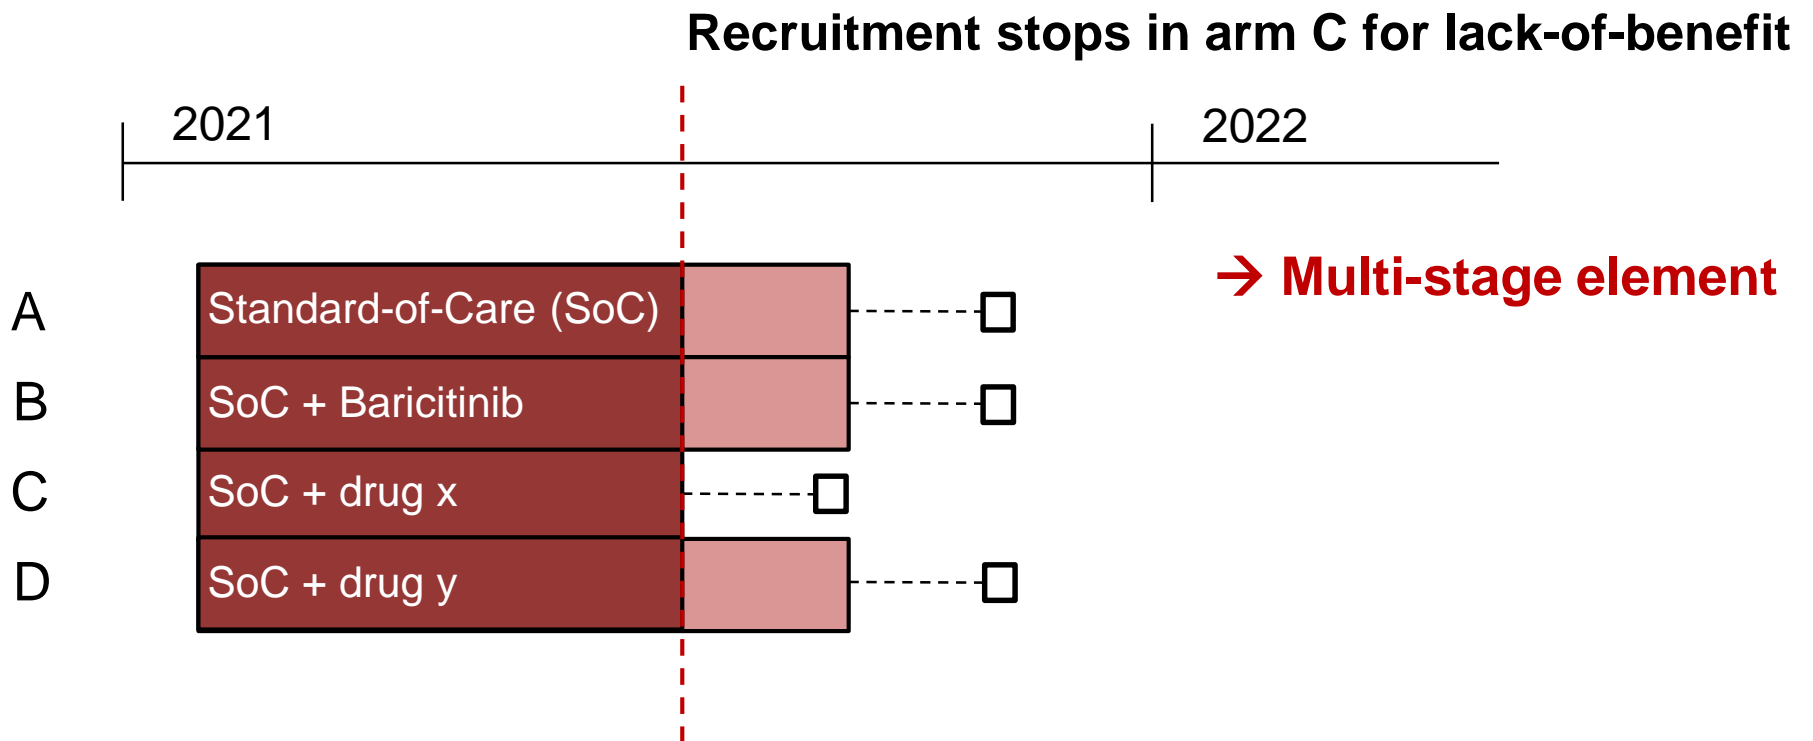 Recruitment stops in arm C for lack-of-benefit
2021
2022
→ Multi-stage element
A
Standard-of-Care (SoC)
B
SoC + Baricitinib
C
SoC + drug x
D
SoC + drug y